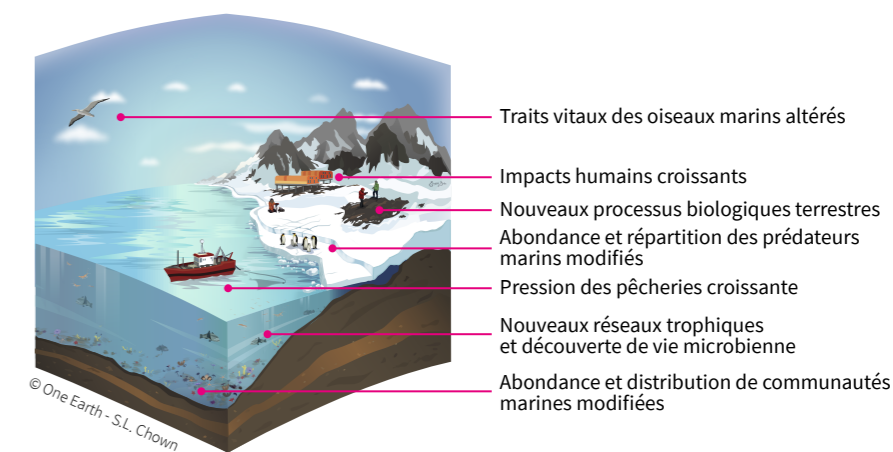 Traits vitaux des oiseaux marins altérés
Impacts humains croissants
Nouveaux processus biologiques terrestres
Abondance et répartition des prédateurs
marins modifiés
Pression des pêcheries croissante
Nouveaux réseaux trophiques
et découverte de vie microbienne
Abondance et distribution de communautés
marines modifiées
© One Earth - S.L. Chown